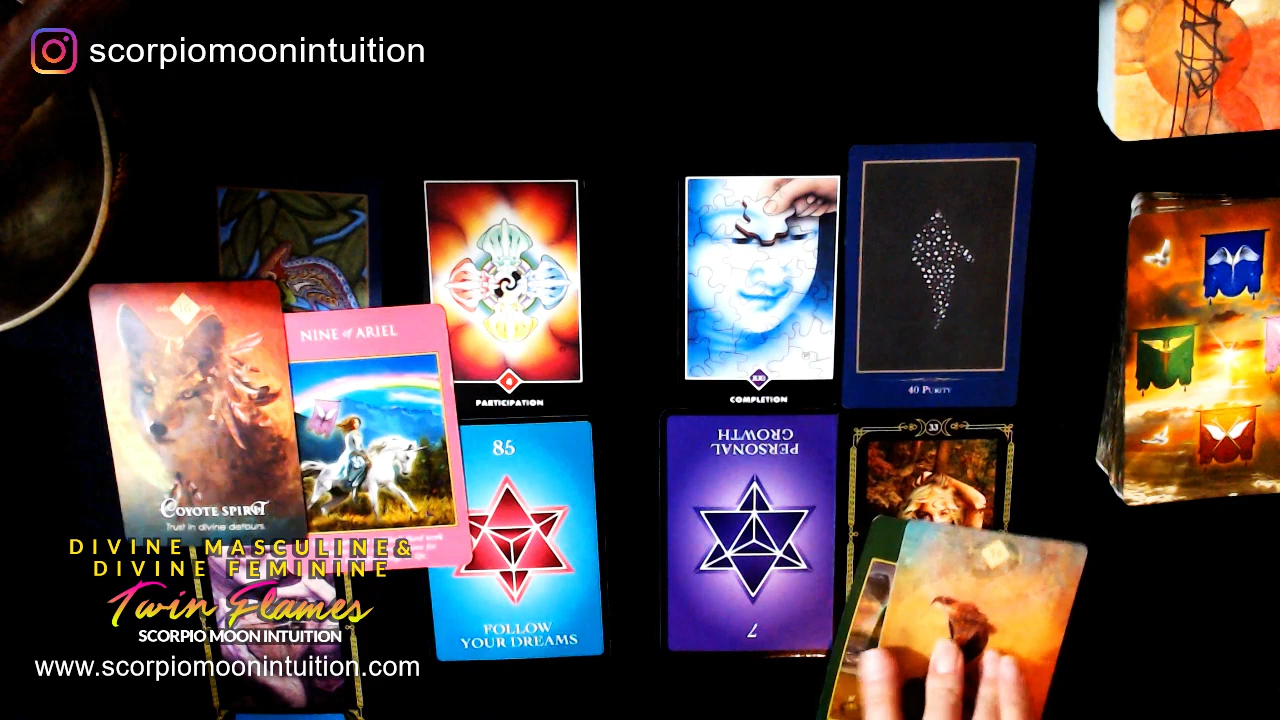 scorpiomoonintuition
PARTICIPATION
COMPLETION
40 PURITY
NINE of ARIEL
16
COYOTE SPIRIT
Trust in divine detours.
85
FOLLOW
YOUR DREAMS
PERSONAL
GROWTH
7
33
DIVINE MASCULINE&
DIVINE FEMININE
Twin Flames
SCORPIO MOON INTUITION
www.scorpiomoonintuition.com